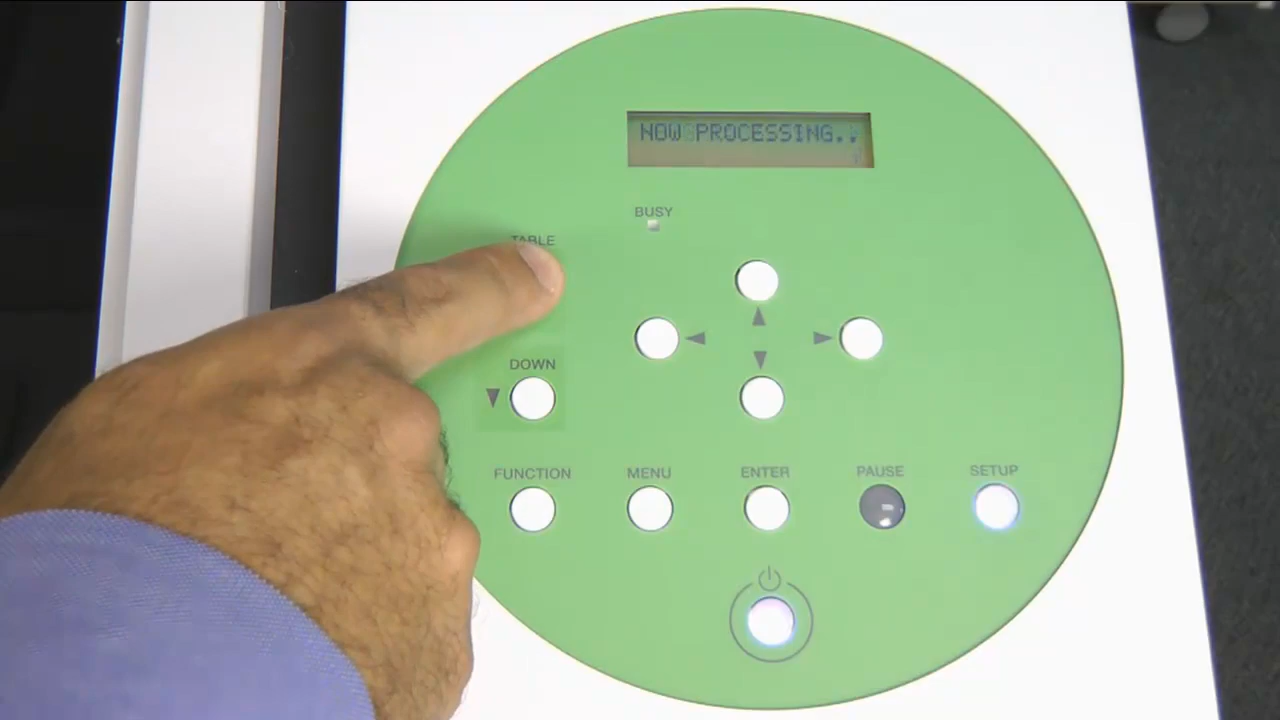 NOW PROCESSING..
BUSY
TABLE
DOWN
FUNCTION MENU ENTER PAUSE SETUP